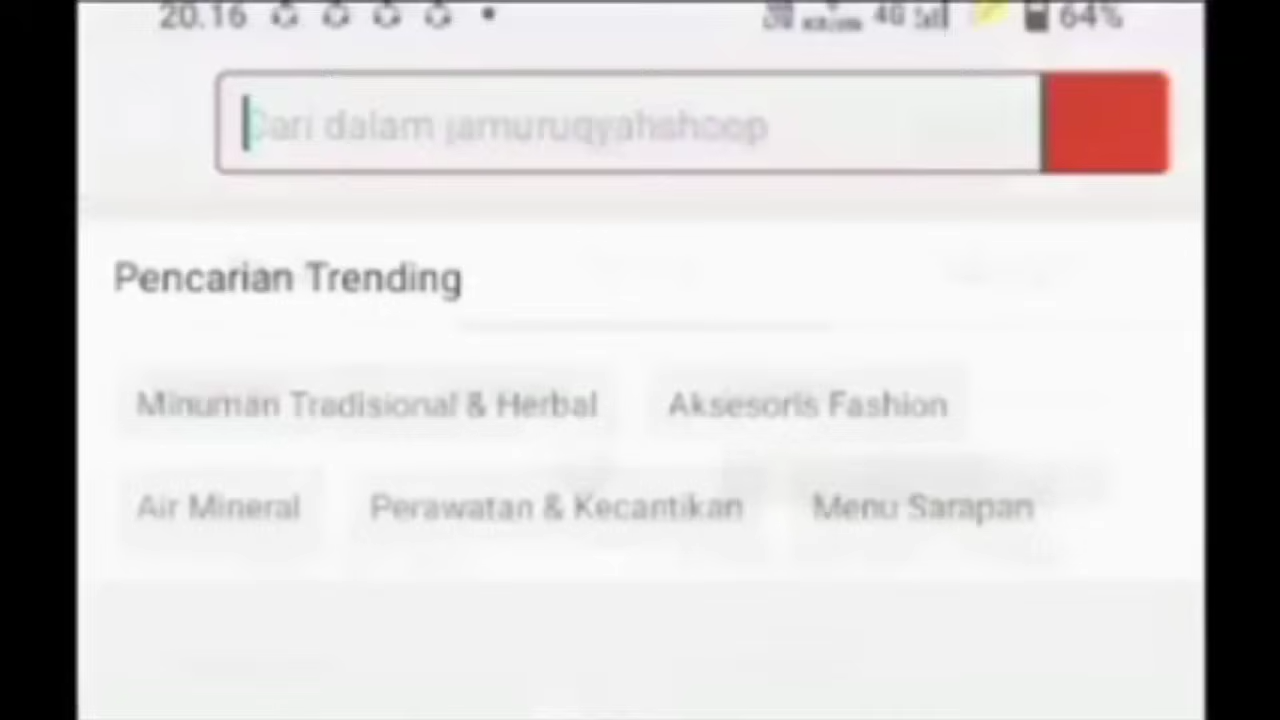 20.16 4G 64%
Cari dalam jamuruqyahshoop
Pencarian Trending
Minuman Tradisional & Herbal Aksesoris Fashion
Air Mineral Perawatan & Kecantikan Menu Sarapan